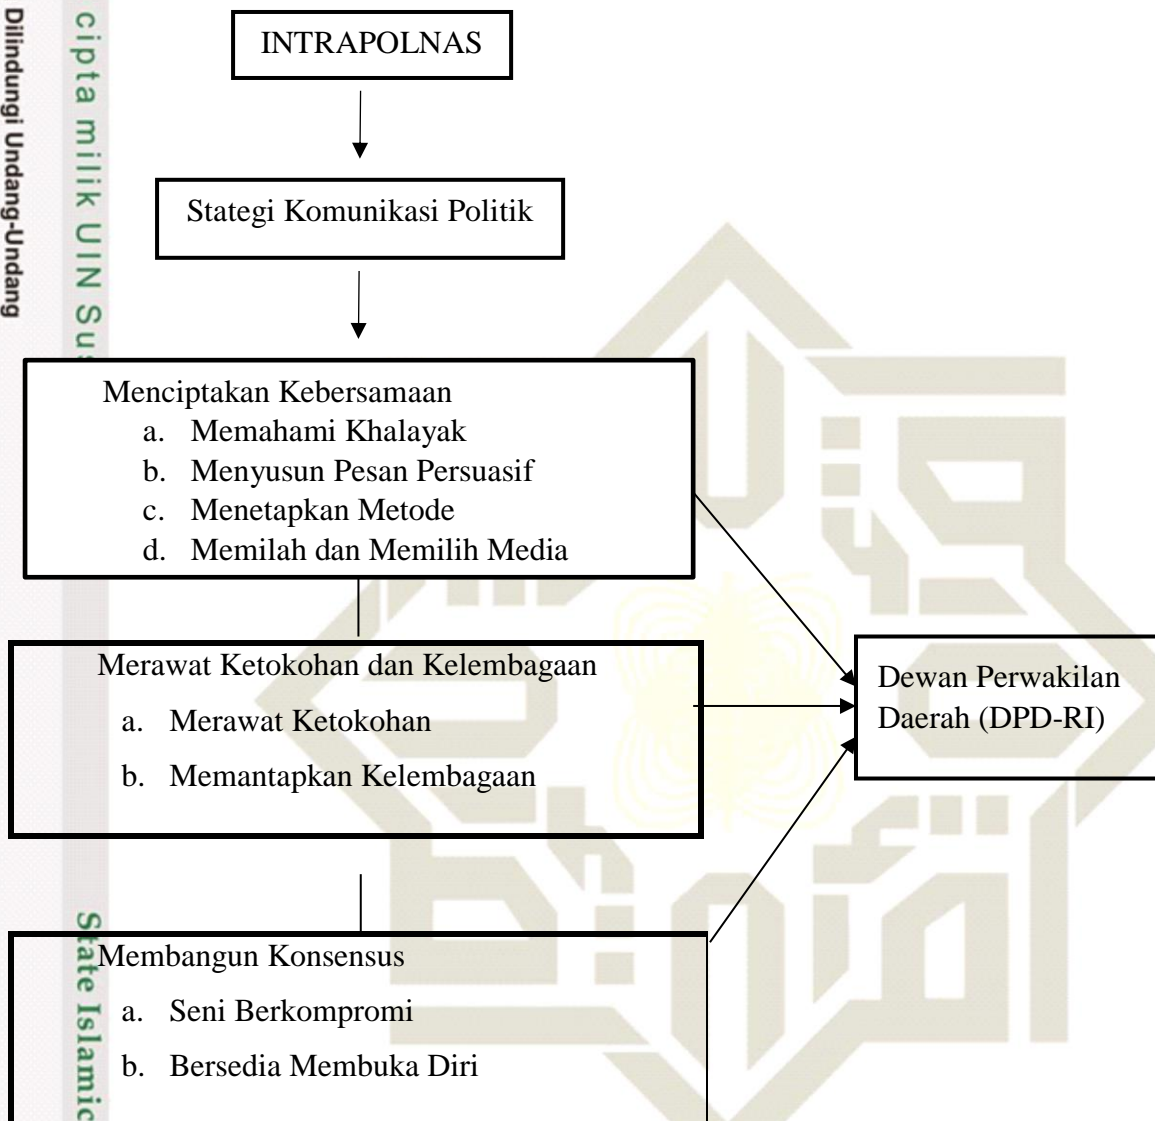 Dilindungi Undang-Undang
cipta milik UIN Sus
State Islamic
INTRAPOLNAS
Stategi Komunikasi Politik
Menciptakan Kebersamaan
a. Memahami Khalayak
b. Menyusun Pesan Persuasif
c. Menetapkan Metode
d. Memilah dan Memilih Media
Merawat Ketokohan dan Kelembagaan
a. Merawat Ketokohan
b. Memantapkan Kelembagaan
Dewan Perwakilan
Daerah (DPD-RI)
Membangun Konsensus
a. Seni Berkompromi
b. Bersedia Membuka Diri